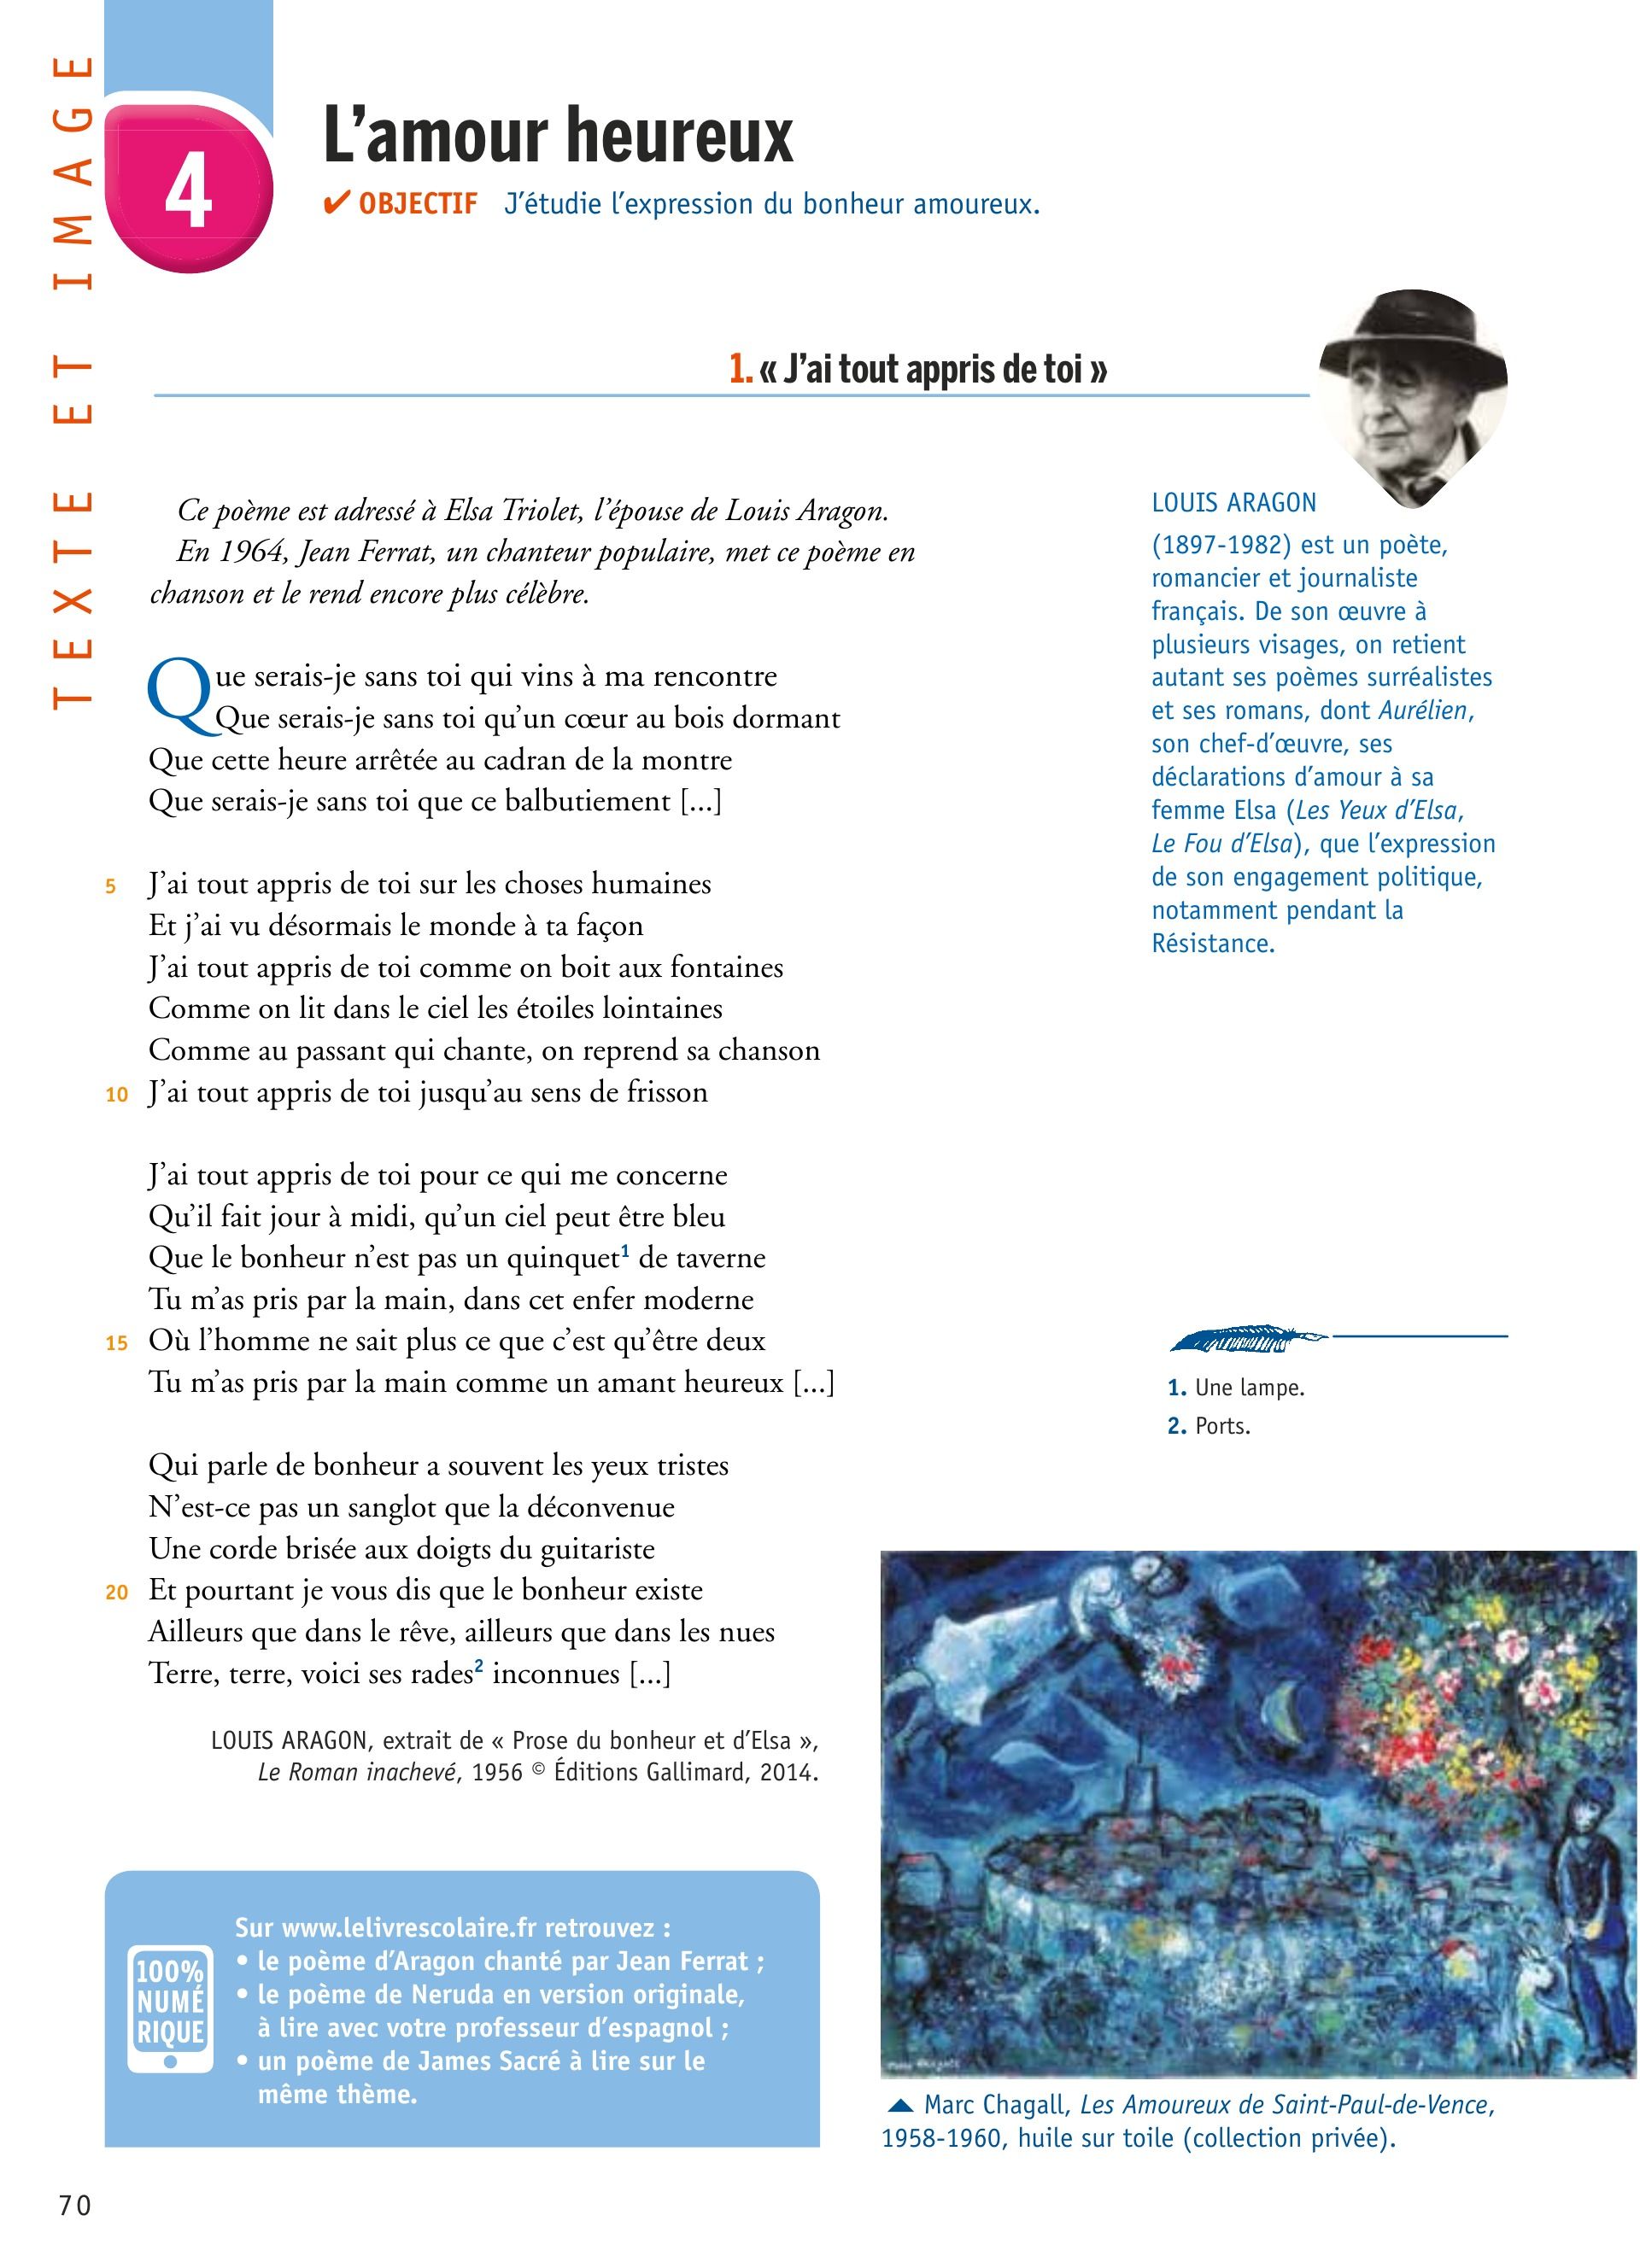 TEXTE ET IMAGE
4
L'amour heureux
✔ OBJECTIF J'étudie l'expression du bonheur amoureux.
1. « J'ai tout appris de toi »
Ce poème est adressé à Elsa Triolet, l'épouse de Louis Aragon.
En 1964, Jean Ferrat, un chanteur populaire, met ce poème en
chanson et le rend encore plus célèbre.
Que serais-je sans toi qui vins à ma rencontre
Que serais-je sans toi qu'un cœur au bois dormant
Que cette heure arrêtée au cadran de la montre
Que serais-je sans toi que ce balbutiement [...]
5 J'ai tout appris de toi sur les choses humaines
Et j'ai vu désormais le monde à ta façon
J'ai tout appris de toi comme on boit aux fontaines
Comme on lit dans le ciel les étoiles lointaines
Comme au passant qui chante, on reprend sa chanson
10 J'ai tout appris de toi jusqu'au sens de frisson
J'ai tout appris de toi pour ce qui me concerne
Qu'il fait jour à midi, qu'un ciel peut être bleu
Que le bonheur n'est pas un quinquet1 de taverne
Tu m'as pris par la main, dans cet enfer moderne
15 Où l'homme ne sait plus ce que c'est qu'être deux
Tu m'as pris par la main comme un amant heureux [...]
Qui parle de bonheur a souvent les yeux tristes
N'est-ce pas un sanglot que la déconvenue
Une corde brisée aux doigts du guitariste
20 Et pourtant je vous dis que le bonheur existe
Ailleurs que dans le rêve, ailleurs que dans les nues
Terre, terre, voici ses rades2 inconnues [...]
LOUIS ARAGON, extrait de « Prose du bonheur et d'Elsa »,
Le Roman inachevé, 1956 © Éditions Gallimard, 2014.
LOUIS ARAGON
(1897-1982) est un poète,
romancier et journaliste
français. De son œuvre à
plusieurs visages, on retient
autant ses poèmes surréalistes
et ses romans, dont Aurélien,
son chef-d'œuvre, ses
déclarations d'amour à sa
femme Elsa (Les Yeux d'Elsa,
Le Fou d'Elsa), que l'expression
de son engagement politique,
notamment pendant la
Résistance.
1. Une lampe.
2. Ports.
100%
NUMÉ
RIQUE
Sur www.lelivrescolaire.fr retrouvez :
• le poème d'Aragon chanté par Jean Ferrat ;
• le poème de Neruda en version originale,
à lire avec votre professeur d'espagnol ;
• un poème de James Sacré à lire sur le
même thème.
Marc Chagall, Les Amoureux de Saint-Paul-de-Vence,
1958-1960, huile sur toile (collection privée).
70